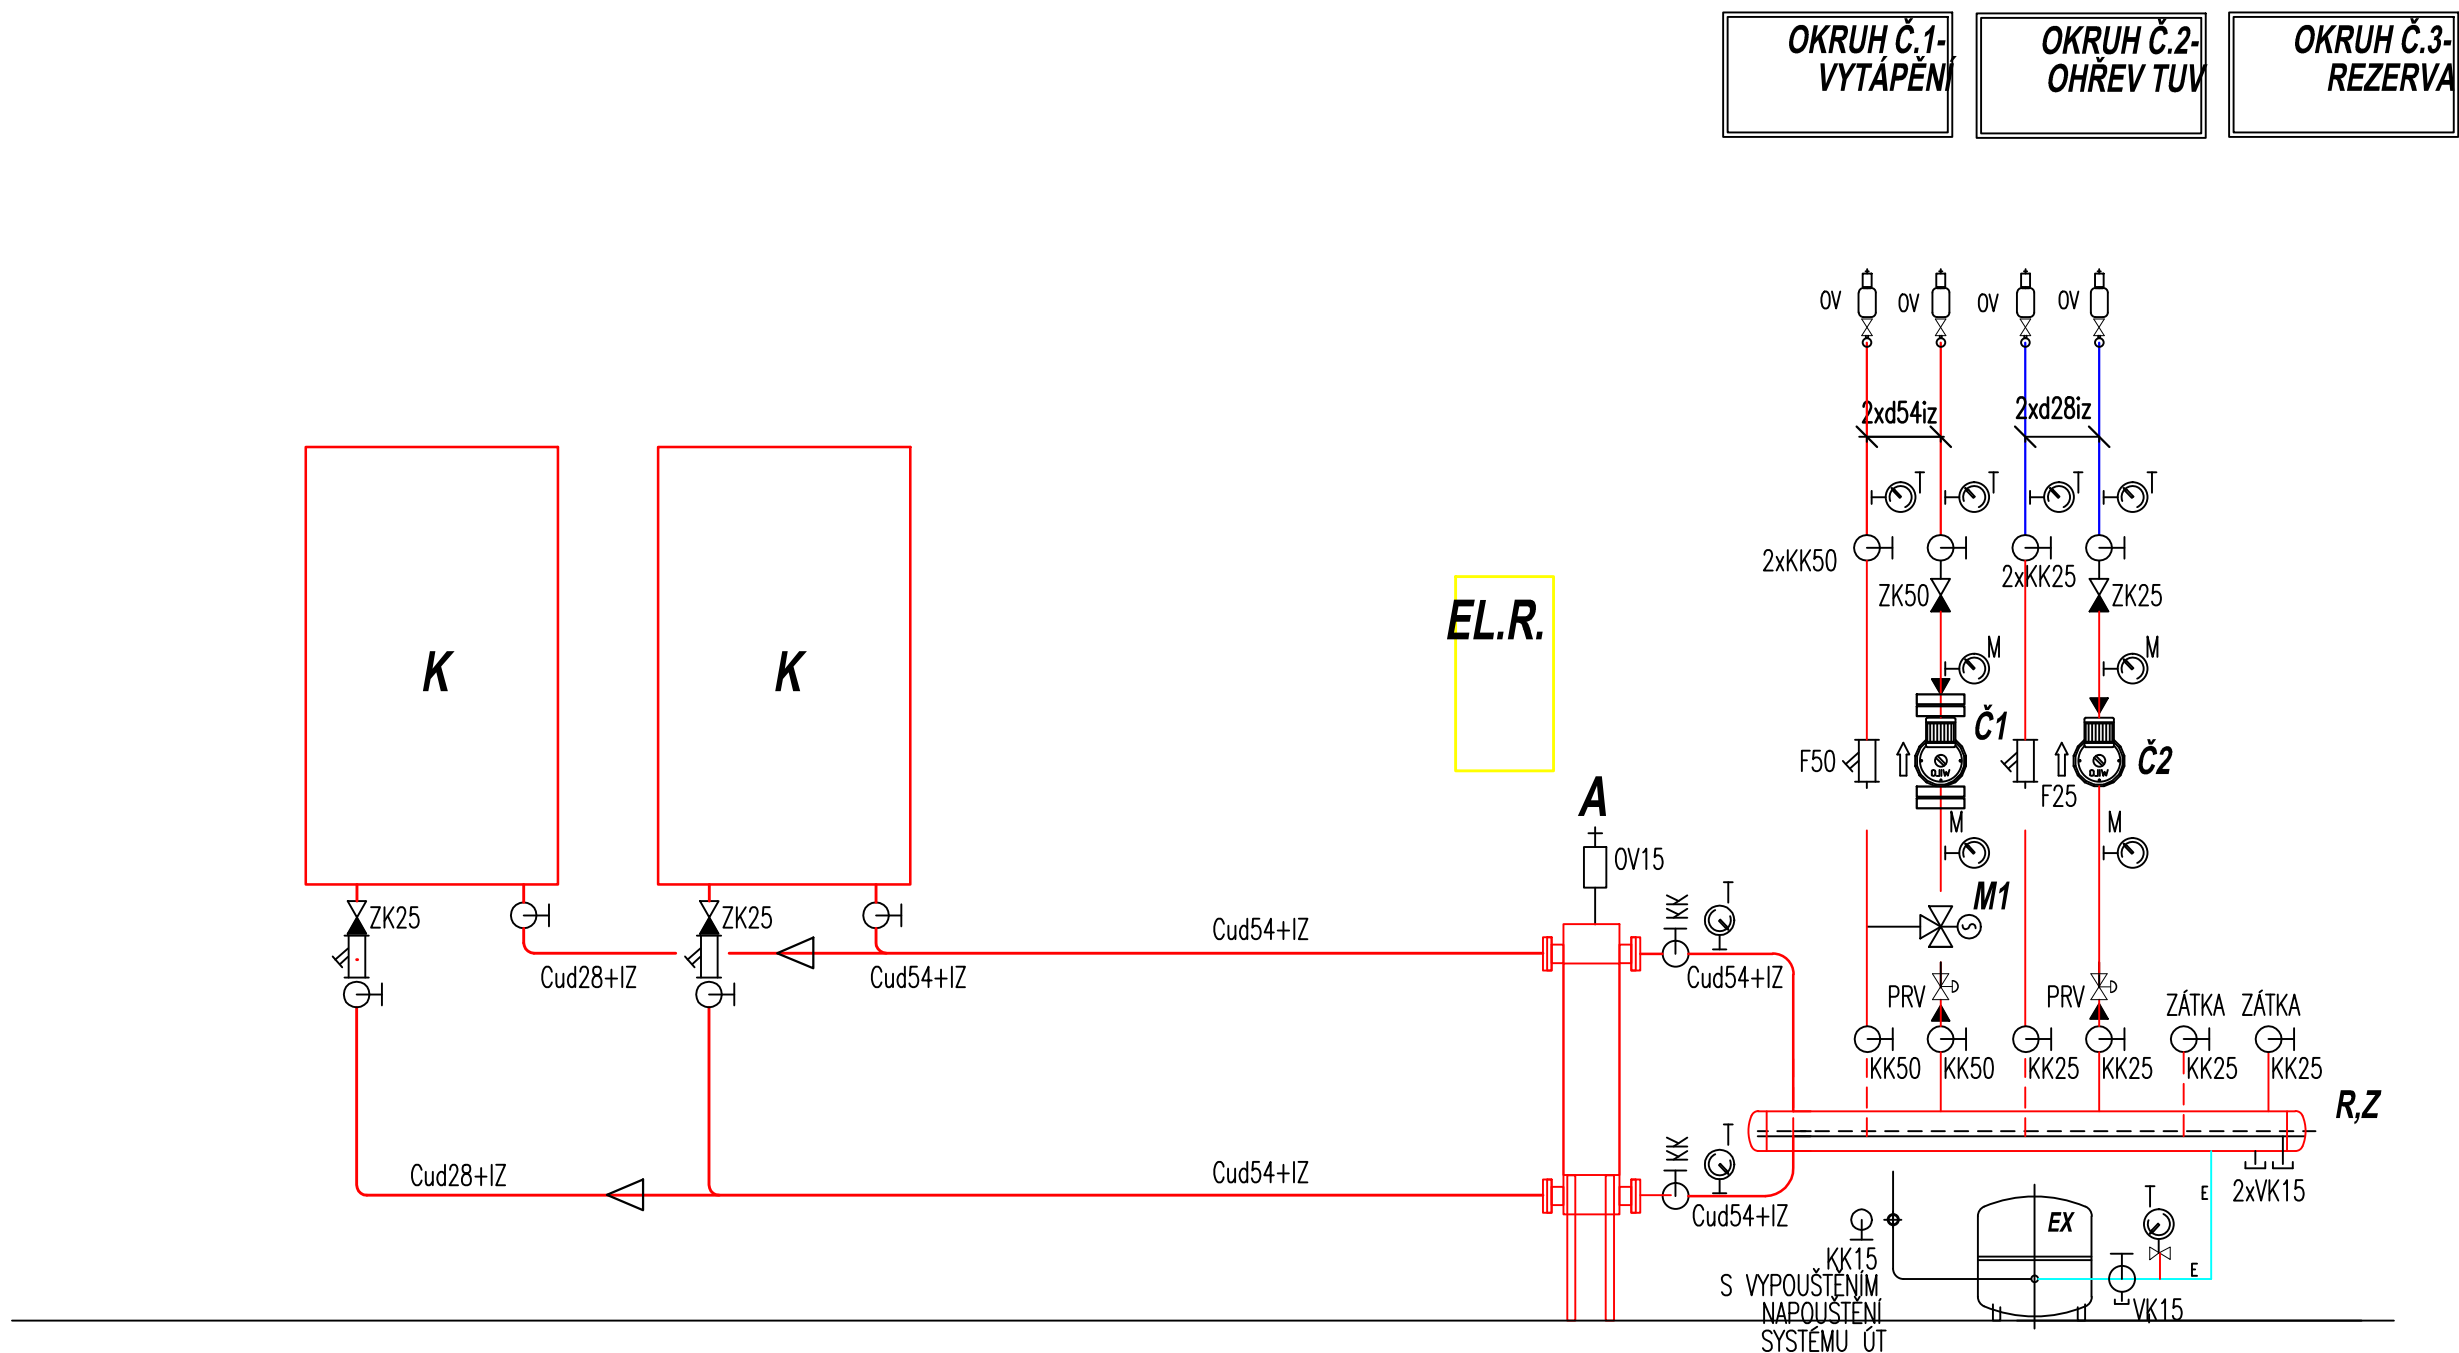 OKRUH Č.1-
VYTÁPĚNÍ
OKRUH Č.2-
OHŘEV TUV
OKRUH Č.3-
REZERVA
OV
OV
OV
OV
2xd54iz
2xd28iz
T
T
T
T
2xKK50
2xKK25
ZK50
ZK25
EL.R.
K
K
M
M
Č1
Č2
F50
F25
A
M
M
OV15
M1
ZK25
ZK25
KK
T
Cud54+IZ
Cud28+IZ
Cud54+IZ
Cud54+IZ
PRV
PRV
ZÁTKA
ZÁTKA
KK50
KK50
KK25
KK25
KK25
KK25
R,Z
KK
T
Cud28+IZ
Cud54+IZ
Cud54+IZ
2xVK15
E
T
EX
E
KK15
S VYPOUŠTĚNÍM
NAPOUŠTĚNÍ
SYSTÉMU ÚT
VK15
WILO
WILO